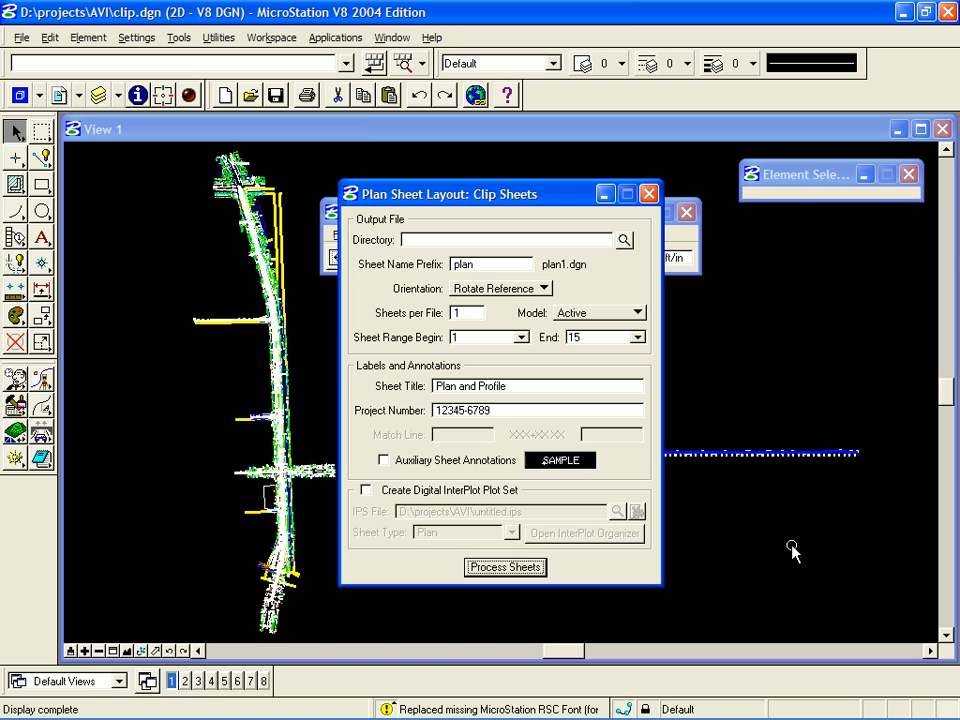 D:\projects\AVI\clip.dgn (2D - V8 DGN) - MicroStation V8 2004 Edition
File Edit Element Settings Tools Utilities Workspace Applications Window Help
Default 0 0 0
View 1
Element Sele...
Plan Sheet Layout: Clip Sheets
Output File
Directory:
Sheet Name Prefix: plan plan1.dgn
ft/in
Orientation: Rotate Reference
Sheets per File: 1 Model: Active
Sheet Range Begin: 1 End: 15
Labels and Annotations
Sheet Title: Plan and Profile
Project Number: 12345-6789
Match Line: XXX+XX.XX
Auxiliary Sheet Annotations SAMPLE
Create Digital InterPlot Plot Set
IPS File: D:\projects\AVI\untitled.ips
Sheet Type: Plan Open InterPlot Organizer
Process Sheets
Default Views 1 2 3 4 5 6 7 8
Display complete Replaced missing MicroStation RSC Font (for Default